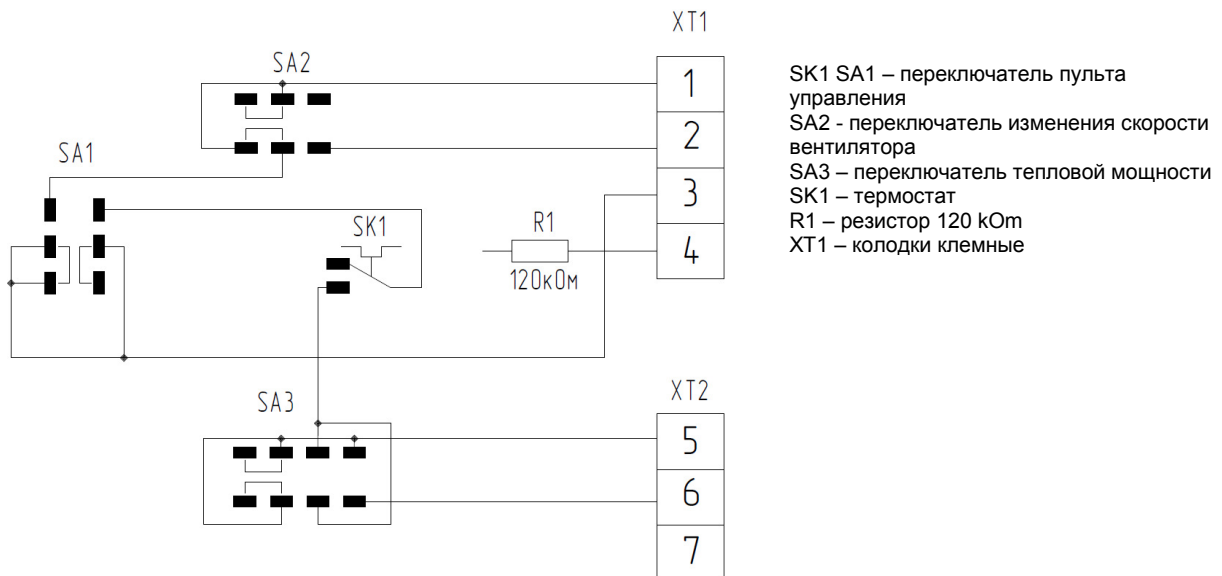 XT1
SA2
1
2
SA1
3
SK1
R1
4
120кОм
SA3
XT2
5
6
7
SK1 SA1 – переключатель пульта
управления
SA2 - переключатель изменения скорости
вентилятора
SA3 – переключатель тепловой мощности
SK1 – термостат
R1 – резистор 120 kOm
XT1 – колодки клемные